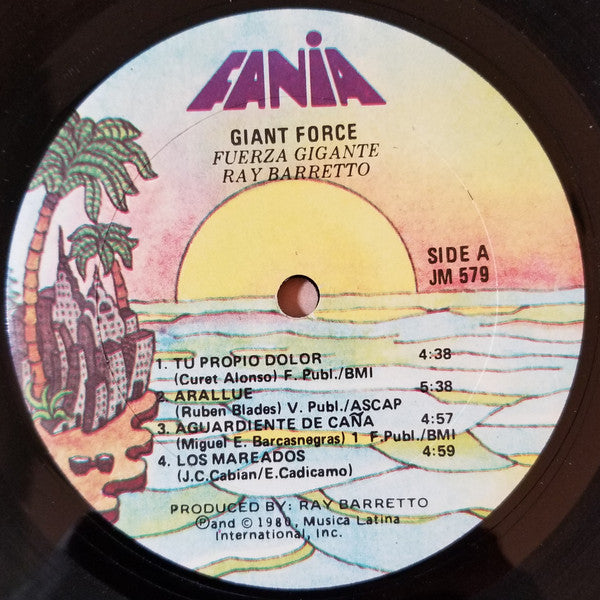 FANIA
GIANT FORCE
FUERZA GIGANTE
RAY BARRETTO
SIDE A
JM 579
1. TU PROPIO DOLOR 4:38
(Curet Alonso) F. Publ./BMI
2. ARALLUE 5:38
(Ruben Blades) V. Publ./ASCAP
3. AGUARDIENTE DE CAÑA 4:57
(Miguel E. Barcasnegras) 1 F.Publ./BMI
4. LOS MAREADOS 4:59
(J.C.Cabian/E.Cadicamo)
PRODUCED BY: RAY BARRETTO
℗and © 1980, Musica Latina
International, Inc.